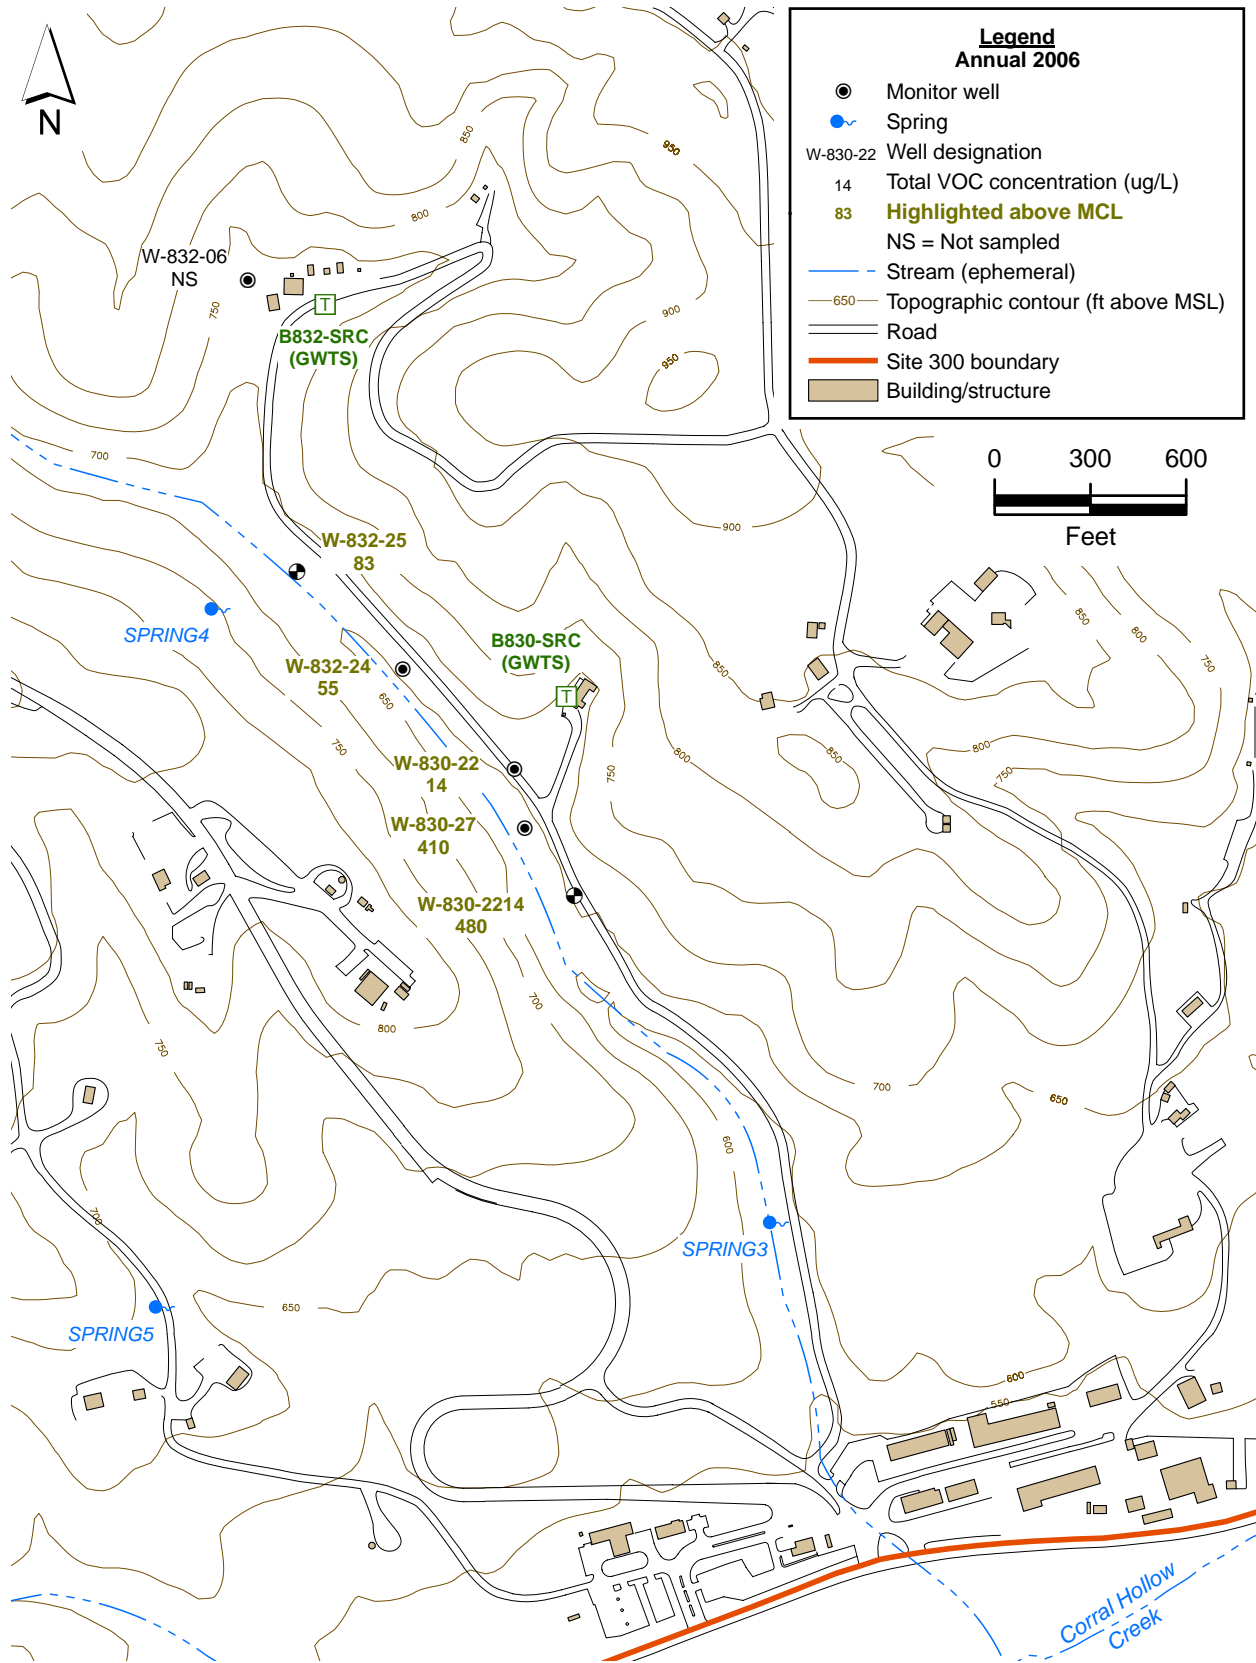 N
Legend
Annual 2006
Monitor well
Spring
W-830-22 Well designation
14 Total VOC concentration (ug/L)
83 Highlighted above MCL
NS = Not sampled
Stream (ephemeral)
650 Topographic contour (ft above MSL)
Road
Site 300 boundary
Building/structure
0 300 600
Feet
850
950
800
W-832-06
NS
750
T
B832-SRC
(GWTS)
900
950
700
900
W-832-25
83
SPRING4
B830-SRC
(GWTS)
T
W-832-24
55
650
750
850
850
800
750
800
850
800
750
750
W-830-22
14
W-830-27
410
W-830-2214
480
700
800
750
700
650
600
700
SPRING3
SPRING5
650
600
550
Corral Hollow
Creek